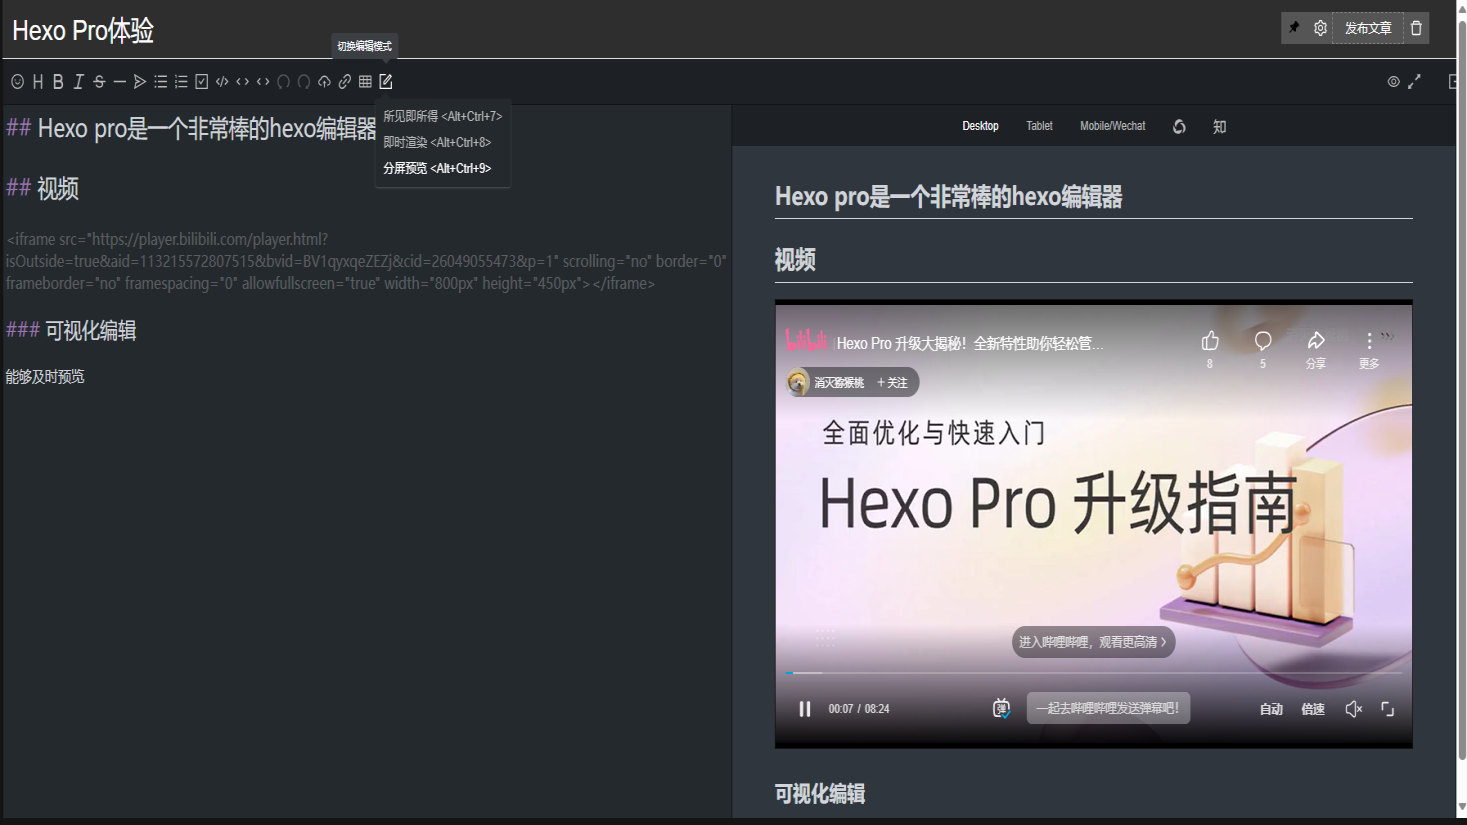 Hexo Pro体验
发布文章
切换编辑模式
所见即所得 <Alt+Ctrl+7>
即时渲染 <Alt+Ctrl+8>
分屏预览 <Alt+Ctrl+9>
## Hexo pro是一个非常棒的hexo编辑器
## 视频
<iframe src="https://player.bilibili.com/player.html?
isOutside=true&aid=113215572807515&bvid=BV1qyxqeZEZj&cid=26049055473&p=1" scrolling="no" border="0"
frameborder="no" framespacing="0" allowfullscreen="true" width="800px" height="450px"></iframe>
### 可视化编辑
能够及时预览
Desktop Tablet Mobile/Wechat 知
Hexo pro是一个非常棒的hexo编辑器
视频
bilibili Hexo Pro 升级大揭秘！全新特性助你轻松管...
8 5 分享 更多
消灭猕猴桃 + 关注
全面优化与快速入门
Hexo Pro 升级指南
进入哔哩哔哩，观看更高清
00:07 / 08:24 弹 一起去哔哩哔哩发送弹幕吧！ 自动 倍速
可视化编辑